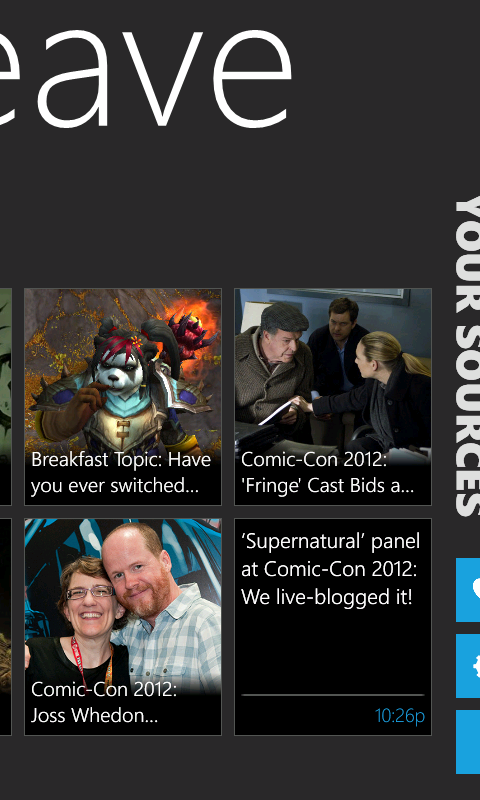 eave
YOUR SOURCES
Breakfast Topic: Have
you ever switched...
Comic-Con 2012:
'Fringe' Cast Bids a...
Comic-Con 2012:
Joss Whedon...
‘Supernatural’ panel
at Comic-Con 2012:
We live-blogged it!
10:26p